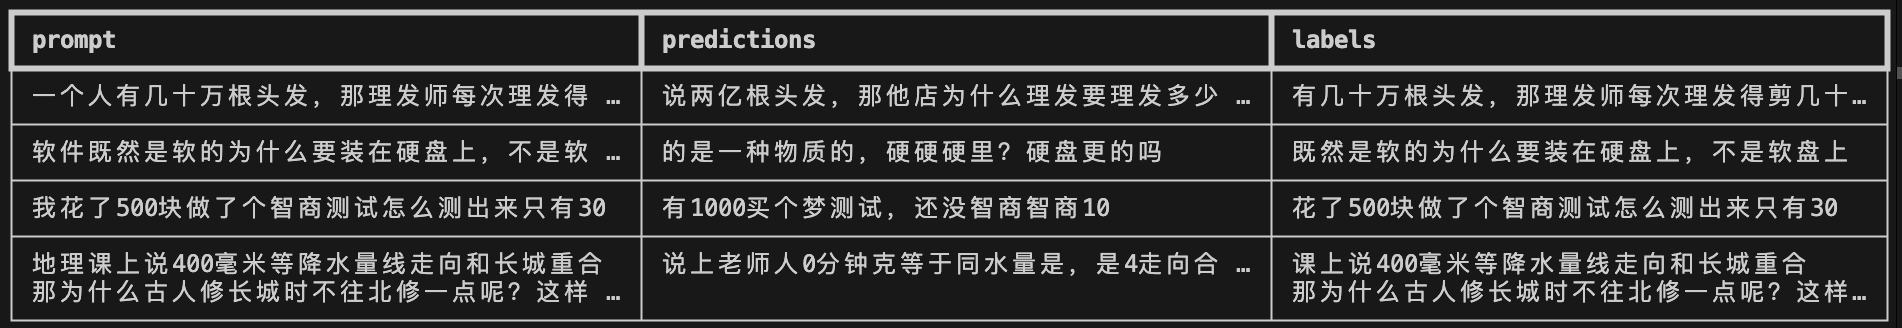 prompt predictions labels
一个人有几十万根头发，那理发师每次理发得 … 说两亿根头发，那他店为什么理发要理发多少 … 有几十万根头发，那理发师每次理发得剪几十…
软件既然是软的为什么要装在硬盘上，不是软 … 的是一种物质的，硬硬硬里？硬盘更的吗 既然是软的为什么要装在硬盘上，不是软盘上
我花了500块做了个智商测试怎么测出来只有30 有1000买个梦测试，还没智商智商10 花了500块做了个智商测试怎么测出来只有30
地理课上说400毫米等降水量线走向和长城重合 说上老师人0分钟克等于同水量是，是4走向合 … 课上说400毫米等降水量线走向和长城重合
那为什么古人修长城时不往北修一点呢？这样 … 那为什么古人修长城时不往北修一点呢？这样…